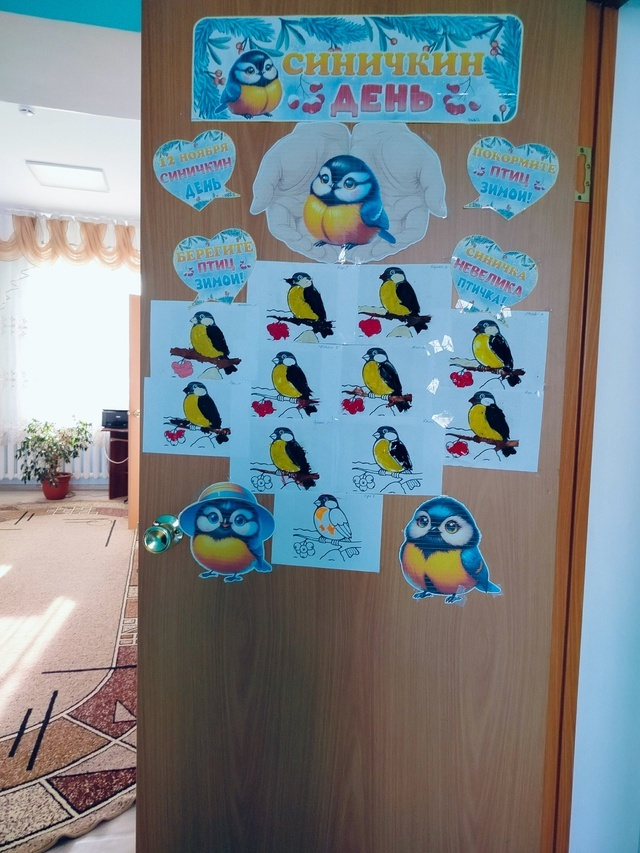 СИНИЧКИН
ДЕНЬ
12 НОЯБРЯ
СИНИЧКИН
ДЕНЬ
ПОКОРМИТЕ
ПТИЦ
ЗИМОЙ!
БЕРЕГИТЕ
ПТИЦ
ЗИМОЙ!
СИНИЧКА
НЕВЕЛИКА
ПТИЧКА!